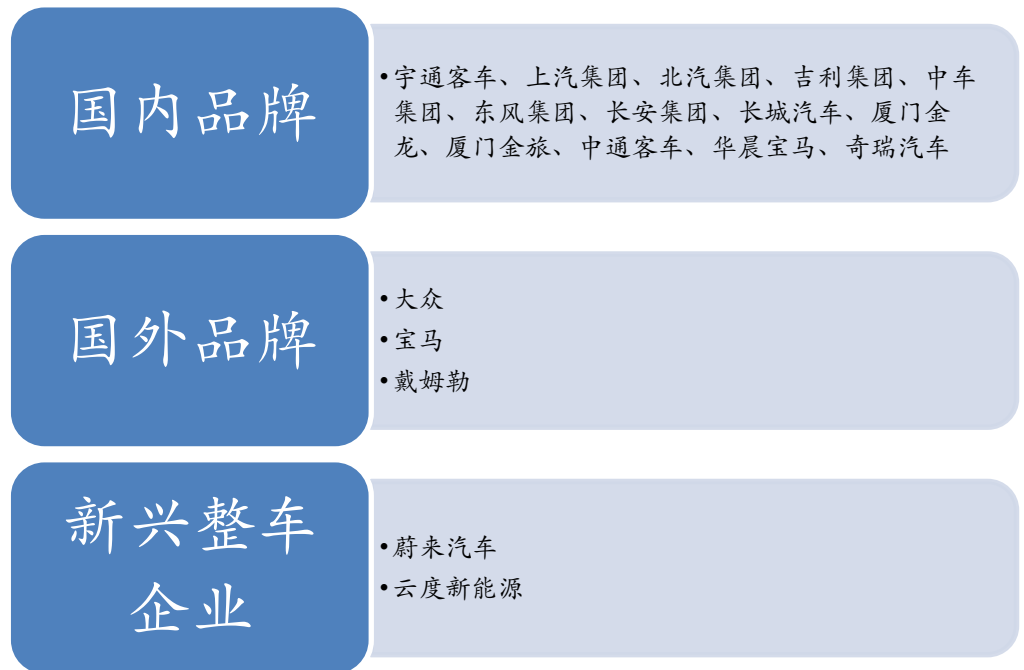 国内品牌
•宇通客车、上汽集团、北汽集团、吉利集团、中车
集团、东风集团、长安集团、长城汽车、厦门金
龙、厦门金旅、中通客车、华晨宝马、奇瑞汽车
国外品牌
•大众
•宝马
•戴姆勒
新兴整车
企业
•蔚来汽车
•云度新能源